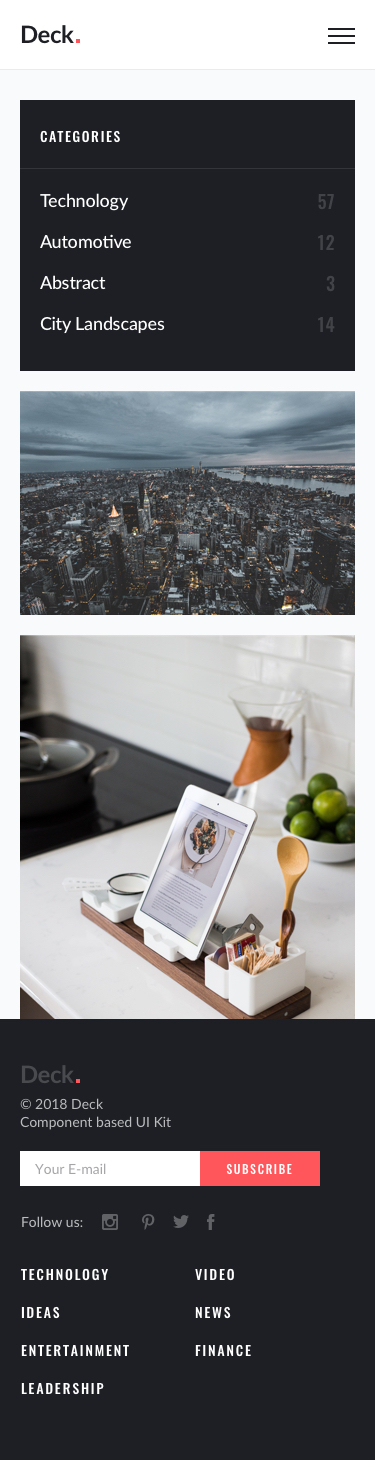 Deck.
CATEGORIES
Technology 57
Automotive 12
Abstract 3
City Landscapes 14
Deck.
© 2018 Deck
Component based UI Kit
Your E-mail SUBSCRIBE
Follow us:
TECHNOLOGY VIDEO
IDEAS NEWS
ENTERTAINMENT FINANCE
LEADERSHIP